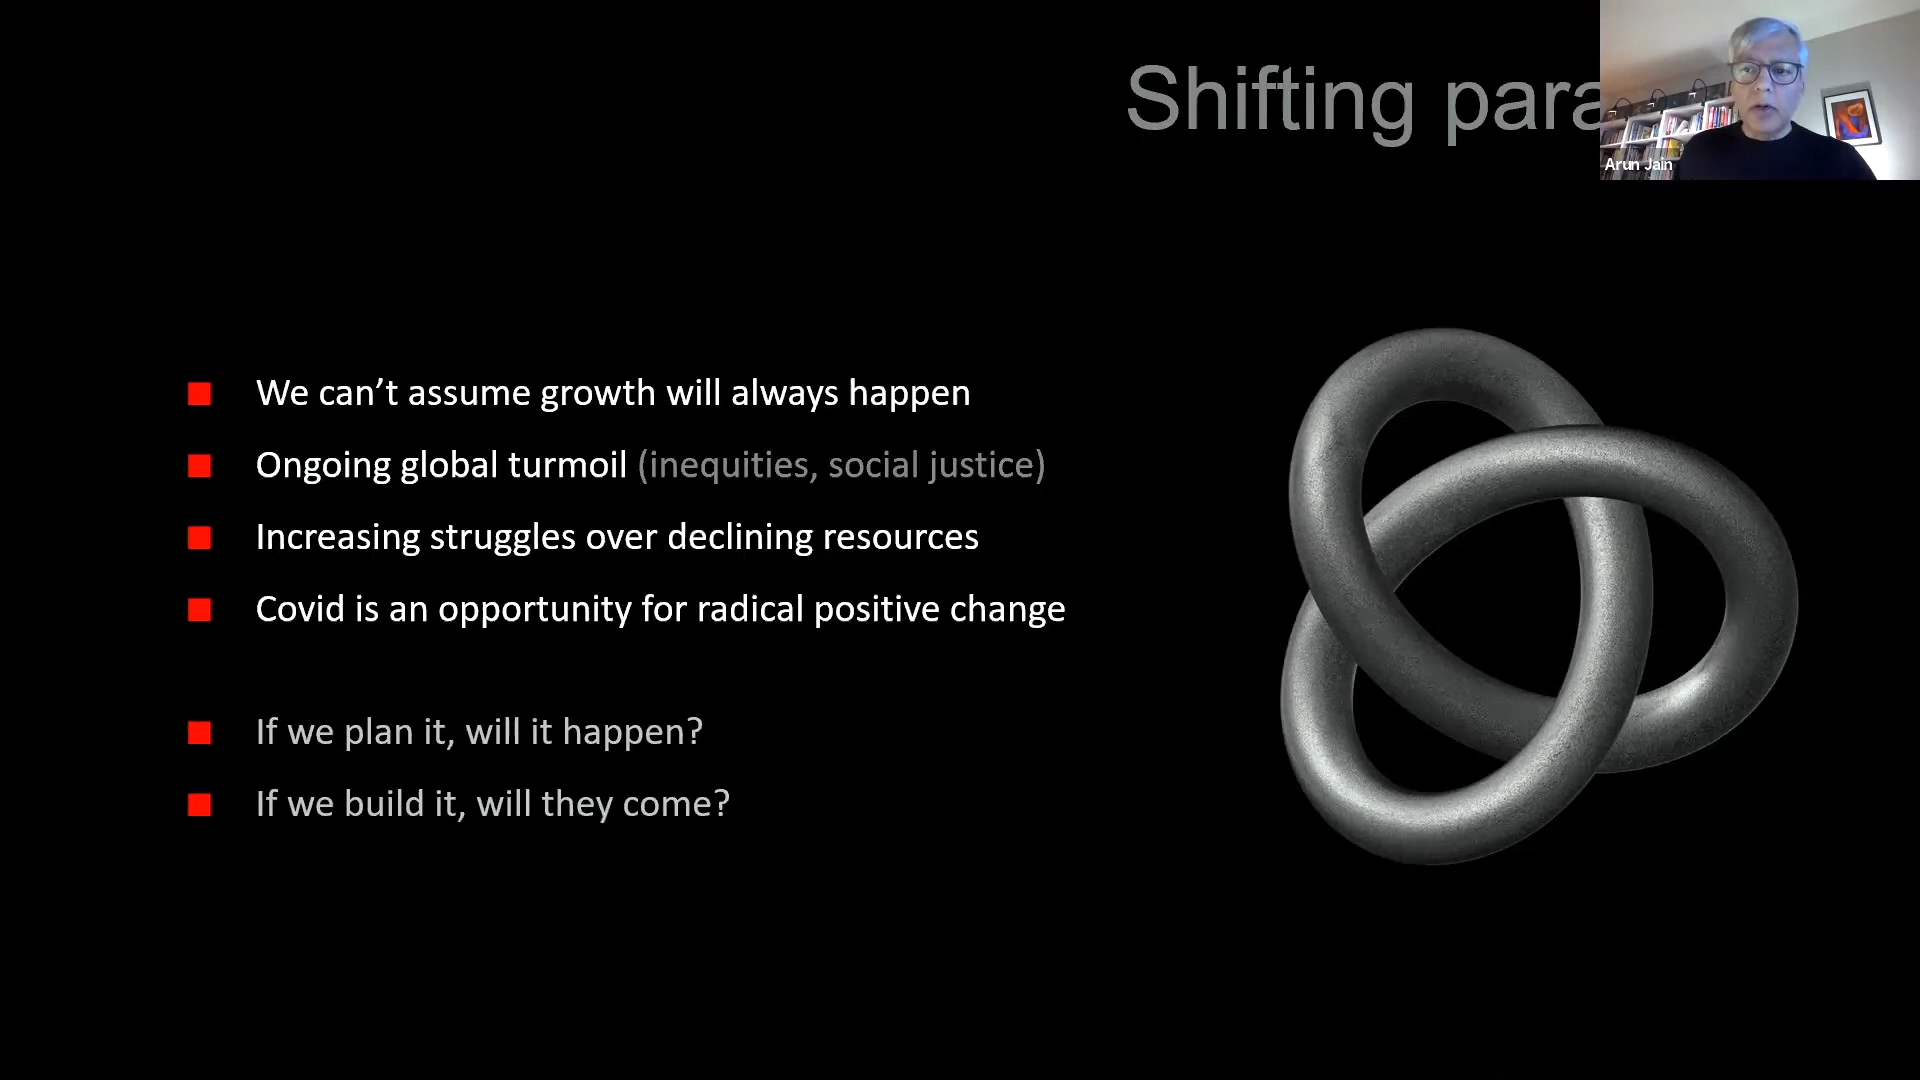 Shifting para
Arun Jain
We can’t assume growth will always happen
Ongoing global turmoil (inequities, social justice)
Increasing struggles over declining resources
Covid is an opportunity for radical positive change
If we plan it, will it happen?
If we build it, will they come?